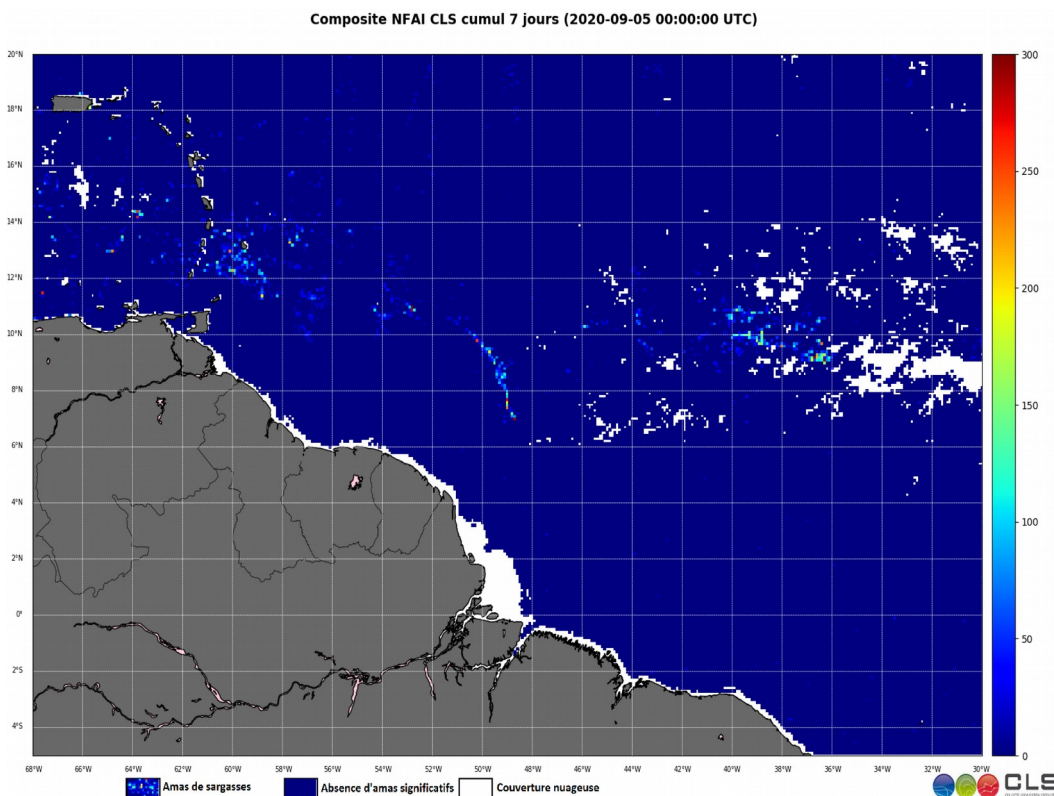 Composite NFAI CLS cumul 7 jours (2020-09-05 00:00:00 UTC)
20°N
18°N
16°N
14°N
12°N
10°N
8°N
6°N
4°N
2°N
0°
2°S
4°S
68°W 66°W 64°W 62°W 60°W 58°W 56°W 54°W 52°W 50°W 48°W 46°W 44°W 42°W 40°W 38°W 36°W 34°W 32°W 30°W
300
250
200
150
100
50
0
Amas de sargasses Absence d'amas significatifs Couverture nuageuse
CLS